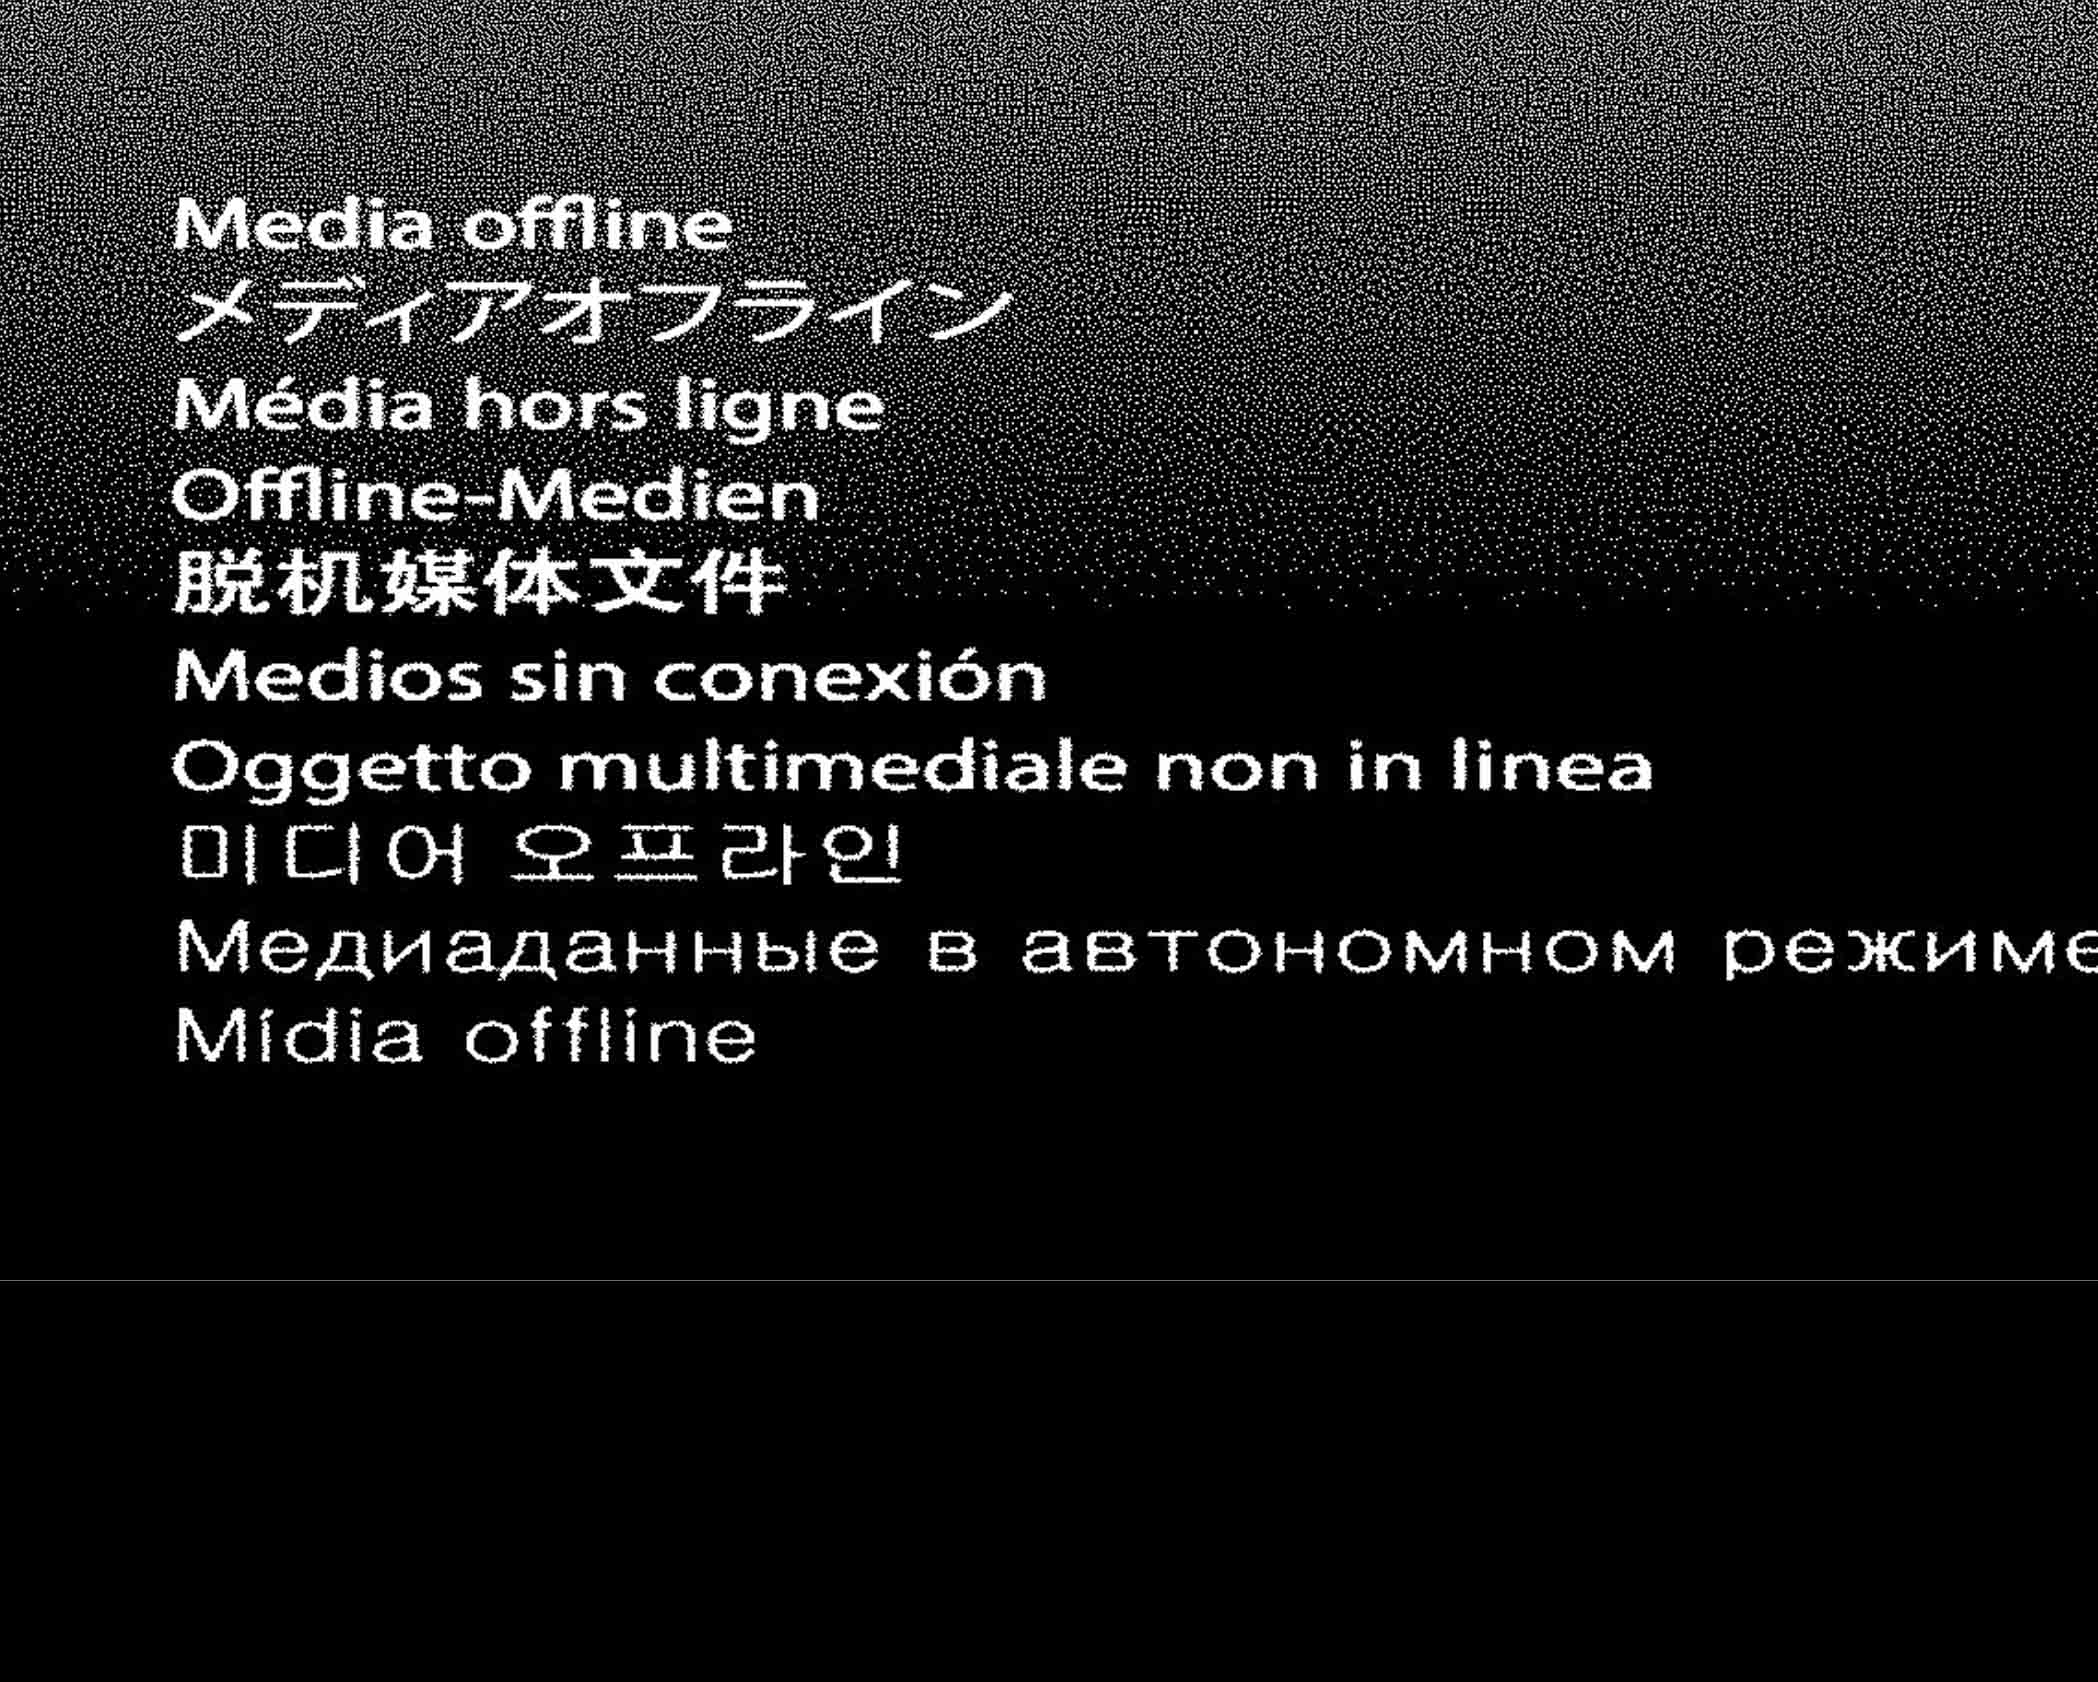 Media offline
メディアオフライン
Média hors ligne
Offline-Medien
脱机媒体文件
Medios sin conexión
Oggetto multimediale non in linea
미디어 오프라인
Медиаданные в автономном режиме
Mídia offline